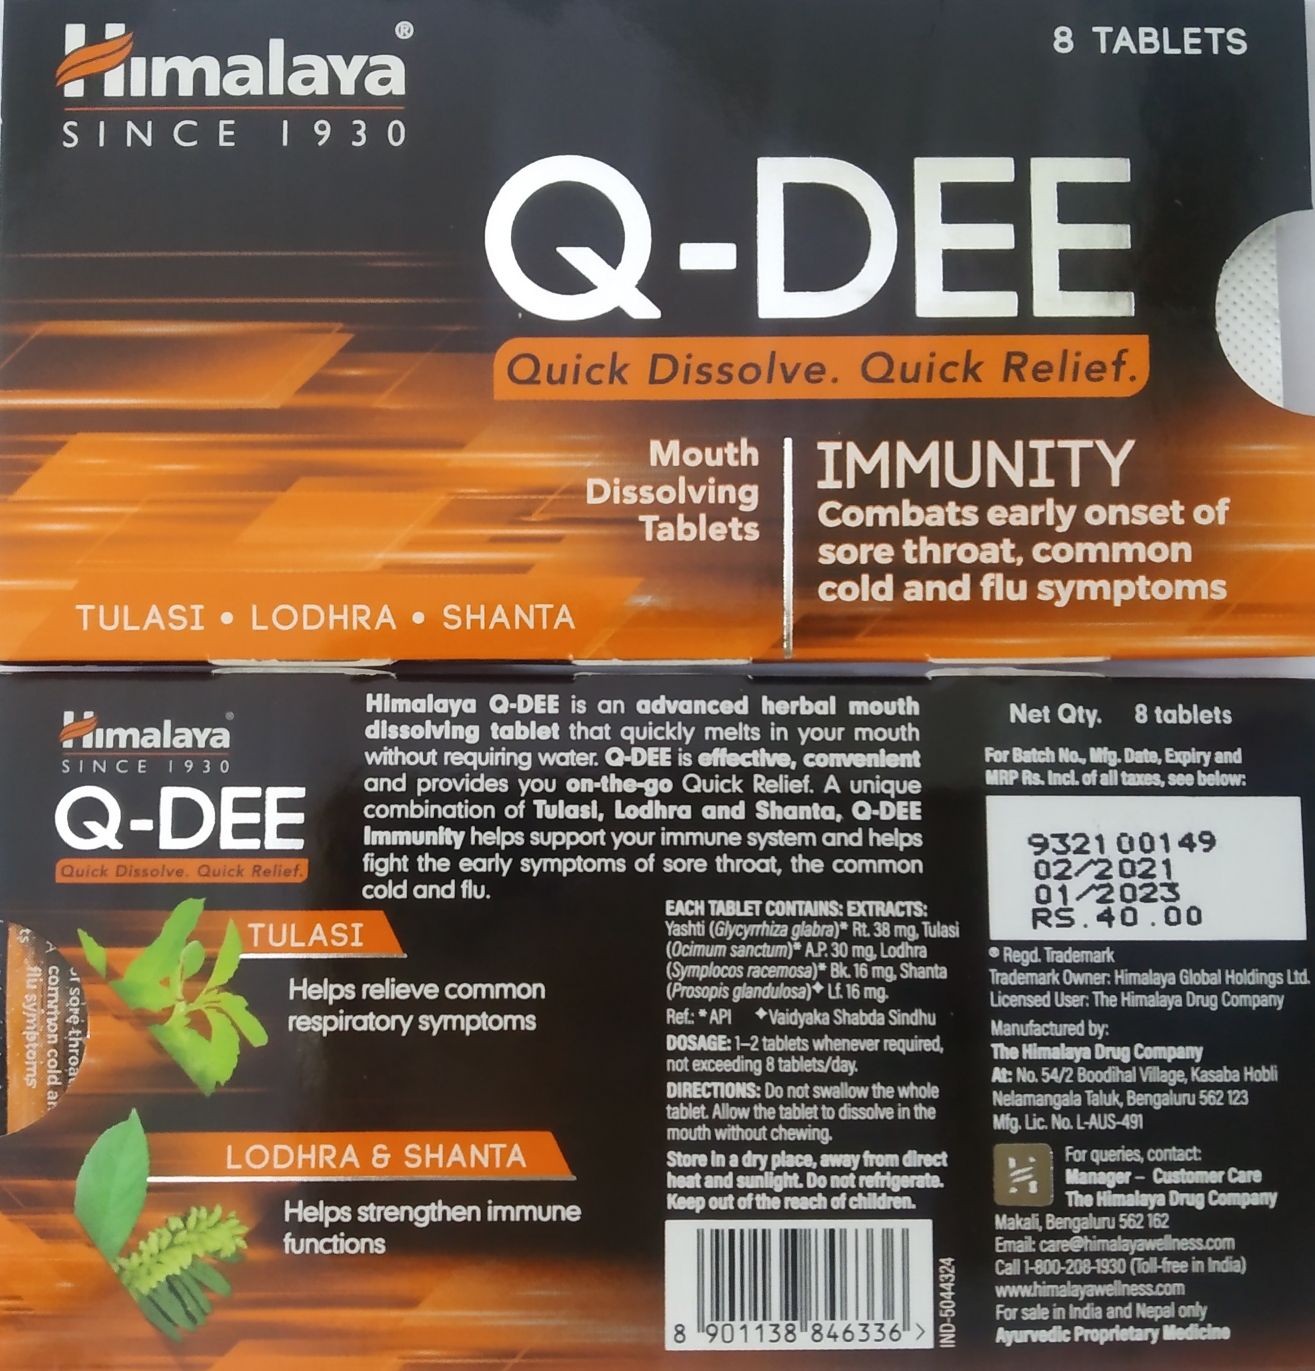 Himalaya®
SINCE 1930
8 TABLETS
Q-DEE
Quick Dissolve. Quick Relief.
Mouth
Dissolving
Tablets
IMMUNITY
Combats early onset of
sore throat, common
cold and flu symptoms
TULASI • LODHRA • SHANTA
Himalaya®
SINCE 1930
Q-DEE
Quick Dissolve. Quick Relief.
Himalaya Q-DEE is an advanced herbal mouth
dissolving tablet that quickly melts in your mouth
without requiring water. Q-DEE is effective, convenient
and provides you on-the-go Quick Relief. A unique
combination of Tulasi, Lodhra and Shanta, Q-DEE
Immunity helps support your immune system and helps
fight the early symptoms of sore throat, the common
cold and flu.
TULASI
Helps relieve common
respiratory symptoms
LODHRA & SHANTA
Helps strengthen immune
functions
sore throat
common cold
flu symptoms
EACH TABLET CONTAINS: EXTRACTS:
Yashti (Glycyrrhiza glabra)* Rt. 38 mg, Tulasi
(Ocimum sanctum)* A.P. 30 mg, Lodhra
(Symplocos racemosa)* Bk. 16 mg, Shanta
(Prosopis glandulosa)✦ Lf. 16 mg.
Ref.: * API ✦Vaidyaka Shabda Sindhu
DOSAGE: 1–2 tablets whenever required,
not exceeding 8 tablets/day.
DIRECTIONS: Do not swallow the whole
tablet. Allow the tablet to dissolve in the
mouth without chewing.
Store in a dry place, away from direct
heat and sunlight. Do not refrigerate.
Keep out of the reach of children.
8 901138 846336 >
IND-5044324
Net Qty. 8 tablets
For Batch No., Mfg. Date, Expiry and
MRP Rs. Incl. of all taxes, see below:
932100149
02/2021
01/2023
RS.40.00
® Regd. Trademark
Trademark Owner: Himalaya Global Holdings Ltd.
Licensed User: The Himalaya Drug Company
Manufactured by:
The Himalaya Drug Company
At: No. 54/2 Boodihal Village, Kasaba Hobli
Nelamangala Taluk, Bengaluru 562 123
Mfg. Lic. No. L-AUS-491
For queries, contact:
Manager – Customer Care
The Himalaya Drug Company
Makali, Bengaluru 562 162
Email: care@himalayawellness.com
Call 1-800-208-1930 (Toll-free in India)
www.himalayawellness.com
For sale in India and Nepal only
Ayurvedic Proprietary Medicine